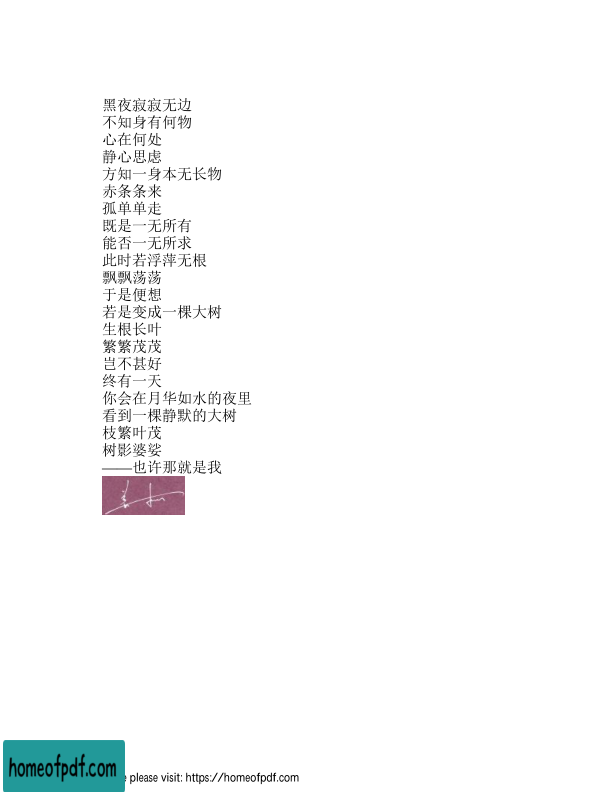 黑夜寂寂无边
不知身有何物
心在何处
静心思虑
方知一身本无长物
赤条条来
孤单单走
既是一无所有
能否一无所求
此时若浮萍无根
飘飘荡荡
于是便想
若是变成一棵大树
生根长叶
繁繁茂茂
岂不甚好
终有一天
你会在月华如水的夜里
看到一棵静默的大树
枝繁叶茂
树影婆娑
——也许那就是我
homeofpdf.com
e please visit: https://homeofpdf.com